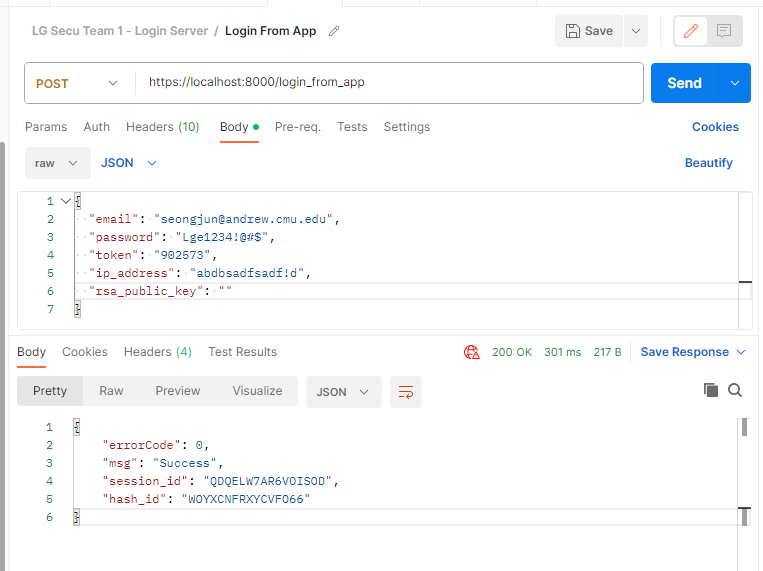 LG Secu Team 1 - Login Server / Login From App
Save
POST https://localhost:8000/login_from_app Send
Params Auth Headers (10) Body Pre-req. Tests Settings Cookies
raw JSON Beautify
1 {
2 "email": "seongjun@andrew.cmu.edu",
3 "password": "Lge1234!@#$",
4 "token": "902573",
5 "ip_address": "abdbsadfsadf!d",
6 "rsa_public_key": ""
7 }
Body Cookies Headers (4) Test Results 200 OK 301 ms 217 B Save Response
Pretty Raw Preview Visualize JSON
1 {
2 "errorCode": 0,
3 "msg": "Success",
4 "session_id": "QDQELW7AR6VOISOD",
5 "hash_id": "WOYXCNFRXYCVFO66"
6 }